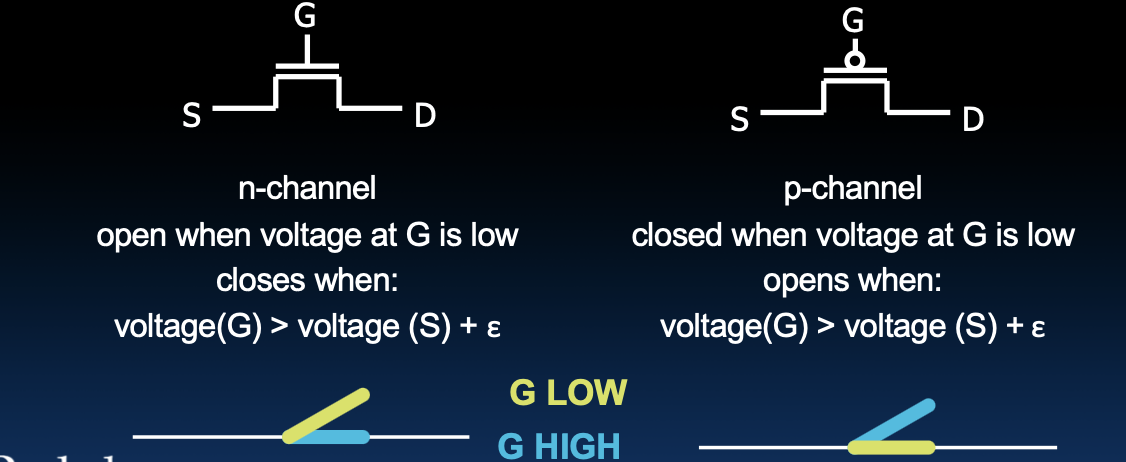 G
G
S
D
S
D
n-channel
open when voltage at G is low
closes when:
voltage(G) > voltage (S) + ε
p-channel
closed when voltage at G is low
opens when:
voltage(G) > voltage (S) + ε
G LOW
G HIGH